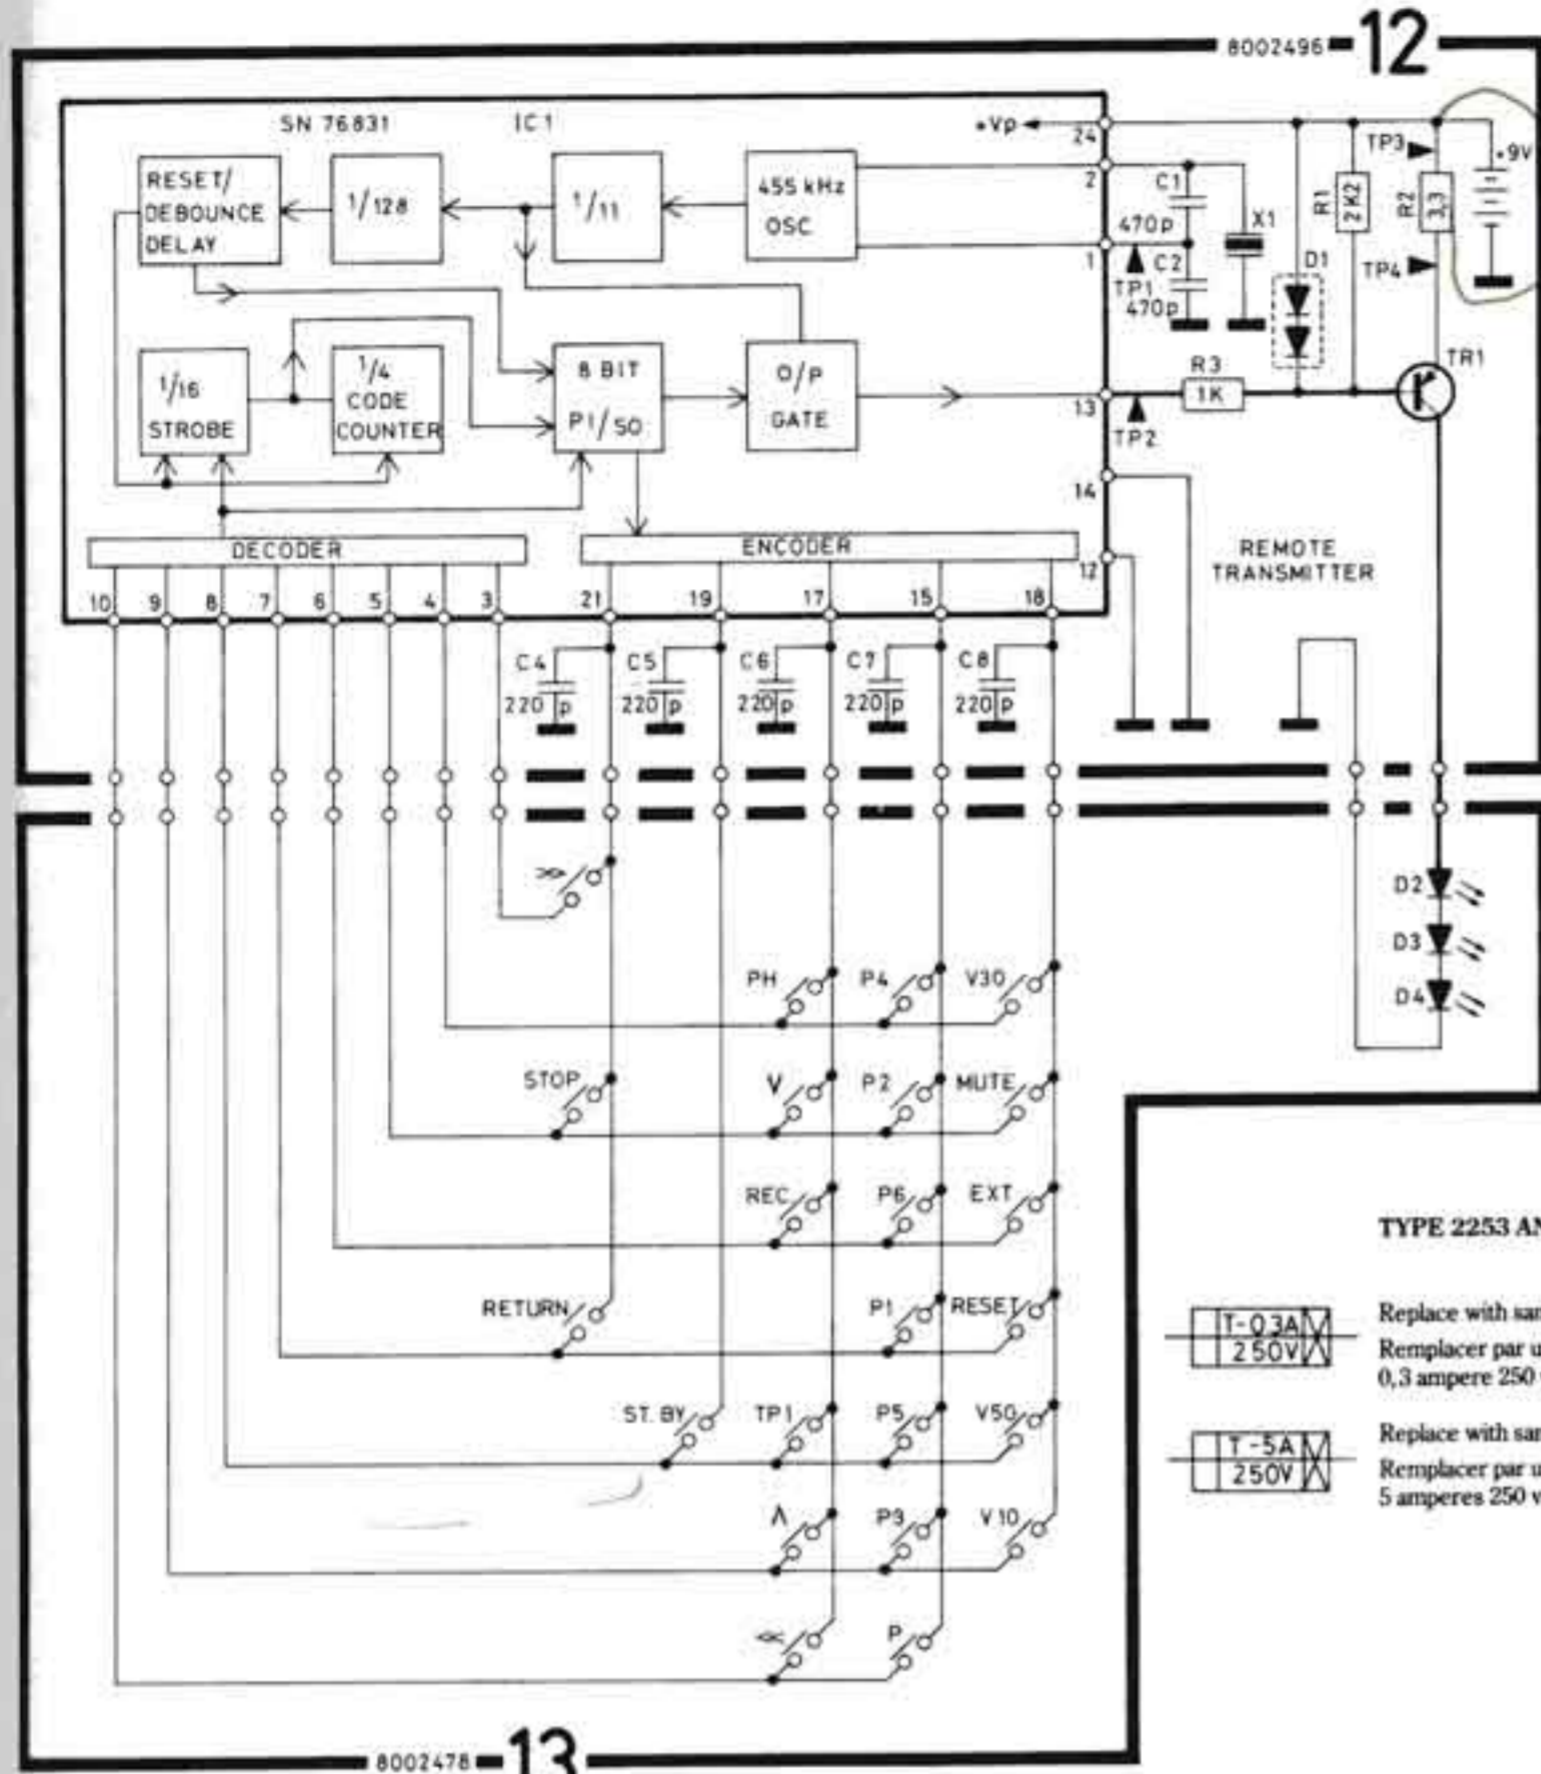 8002496 12
SN 76831 IC1
+Vp 24
RESET/
DEBOUNCE
DELAY
1/128
1/11
455 kHz
OSC.
2
1
C1
470p
C2
470p
TP1
X1
D1
R1
2K2
TP3
R2
3,3
TP4
+9V
1/16
STROBE
1/4
CODE
COUNTER
8 BIT
PI/SO
O/P
GATE
13
TP2
R3
1K
TR1
14
12
DECODER
ENCODER
REMOTE
TRANSMITTER
10 9 8 7 6 5 4 3 21 19 17 15 18
C4 C5 C6 C7 C8
220p 220p 220p 220p 220p
>>
D2
D3
D4
PH P4 V30
STOP V P2 MUTE
REC P6 EXT
RETURN P1 RESET
ST. BY TP1 P5 V50
Λ P3 V10
<< P
TYPE 2253
T-0.3A
250V
Replace with
Remplacer par
0,3 ampere 250
T-5A
250V
Replace with
Remplacer par
5 amperes 250
8002478 13